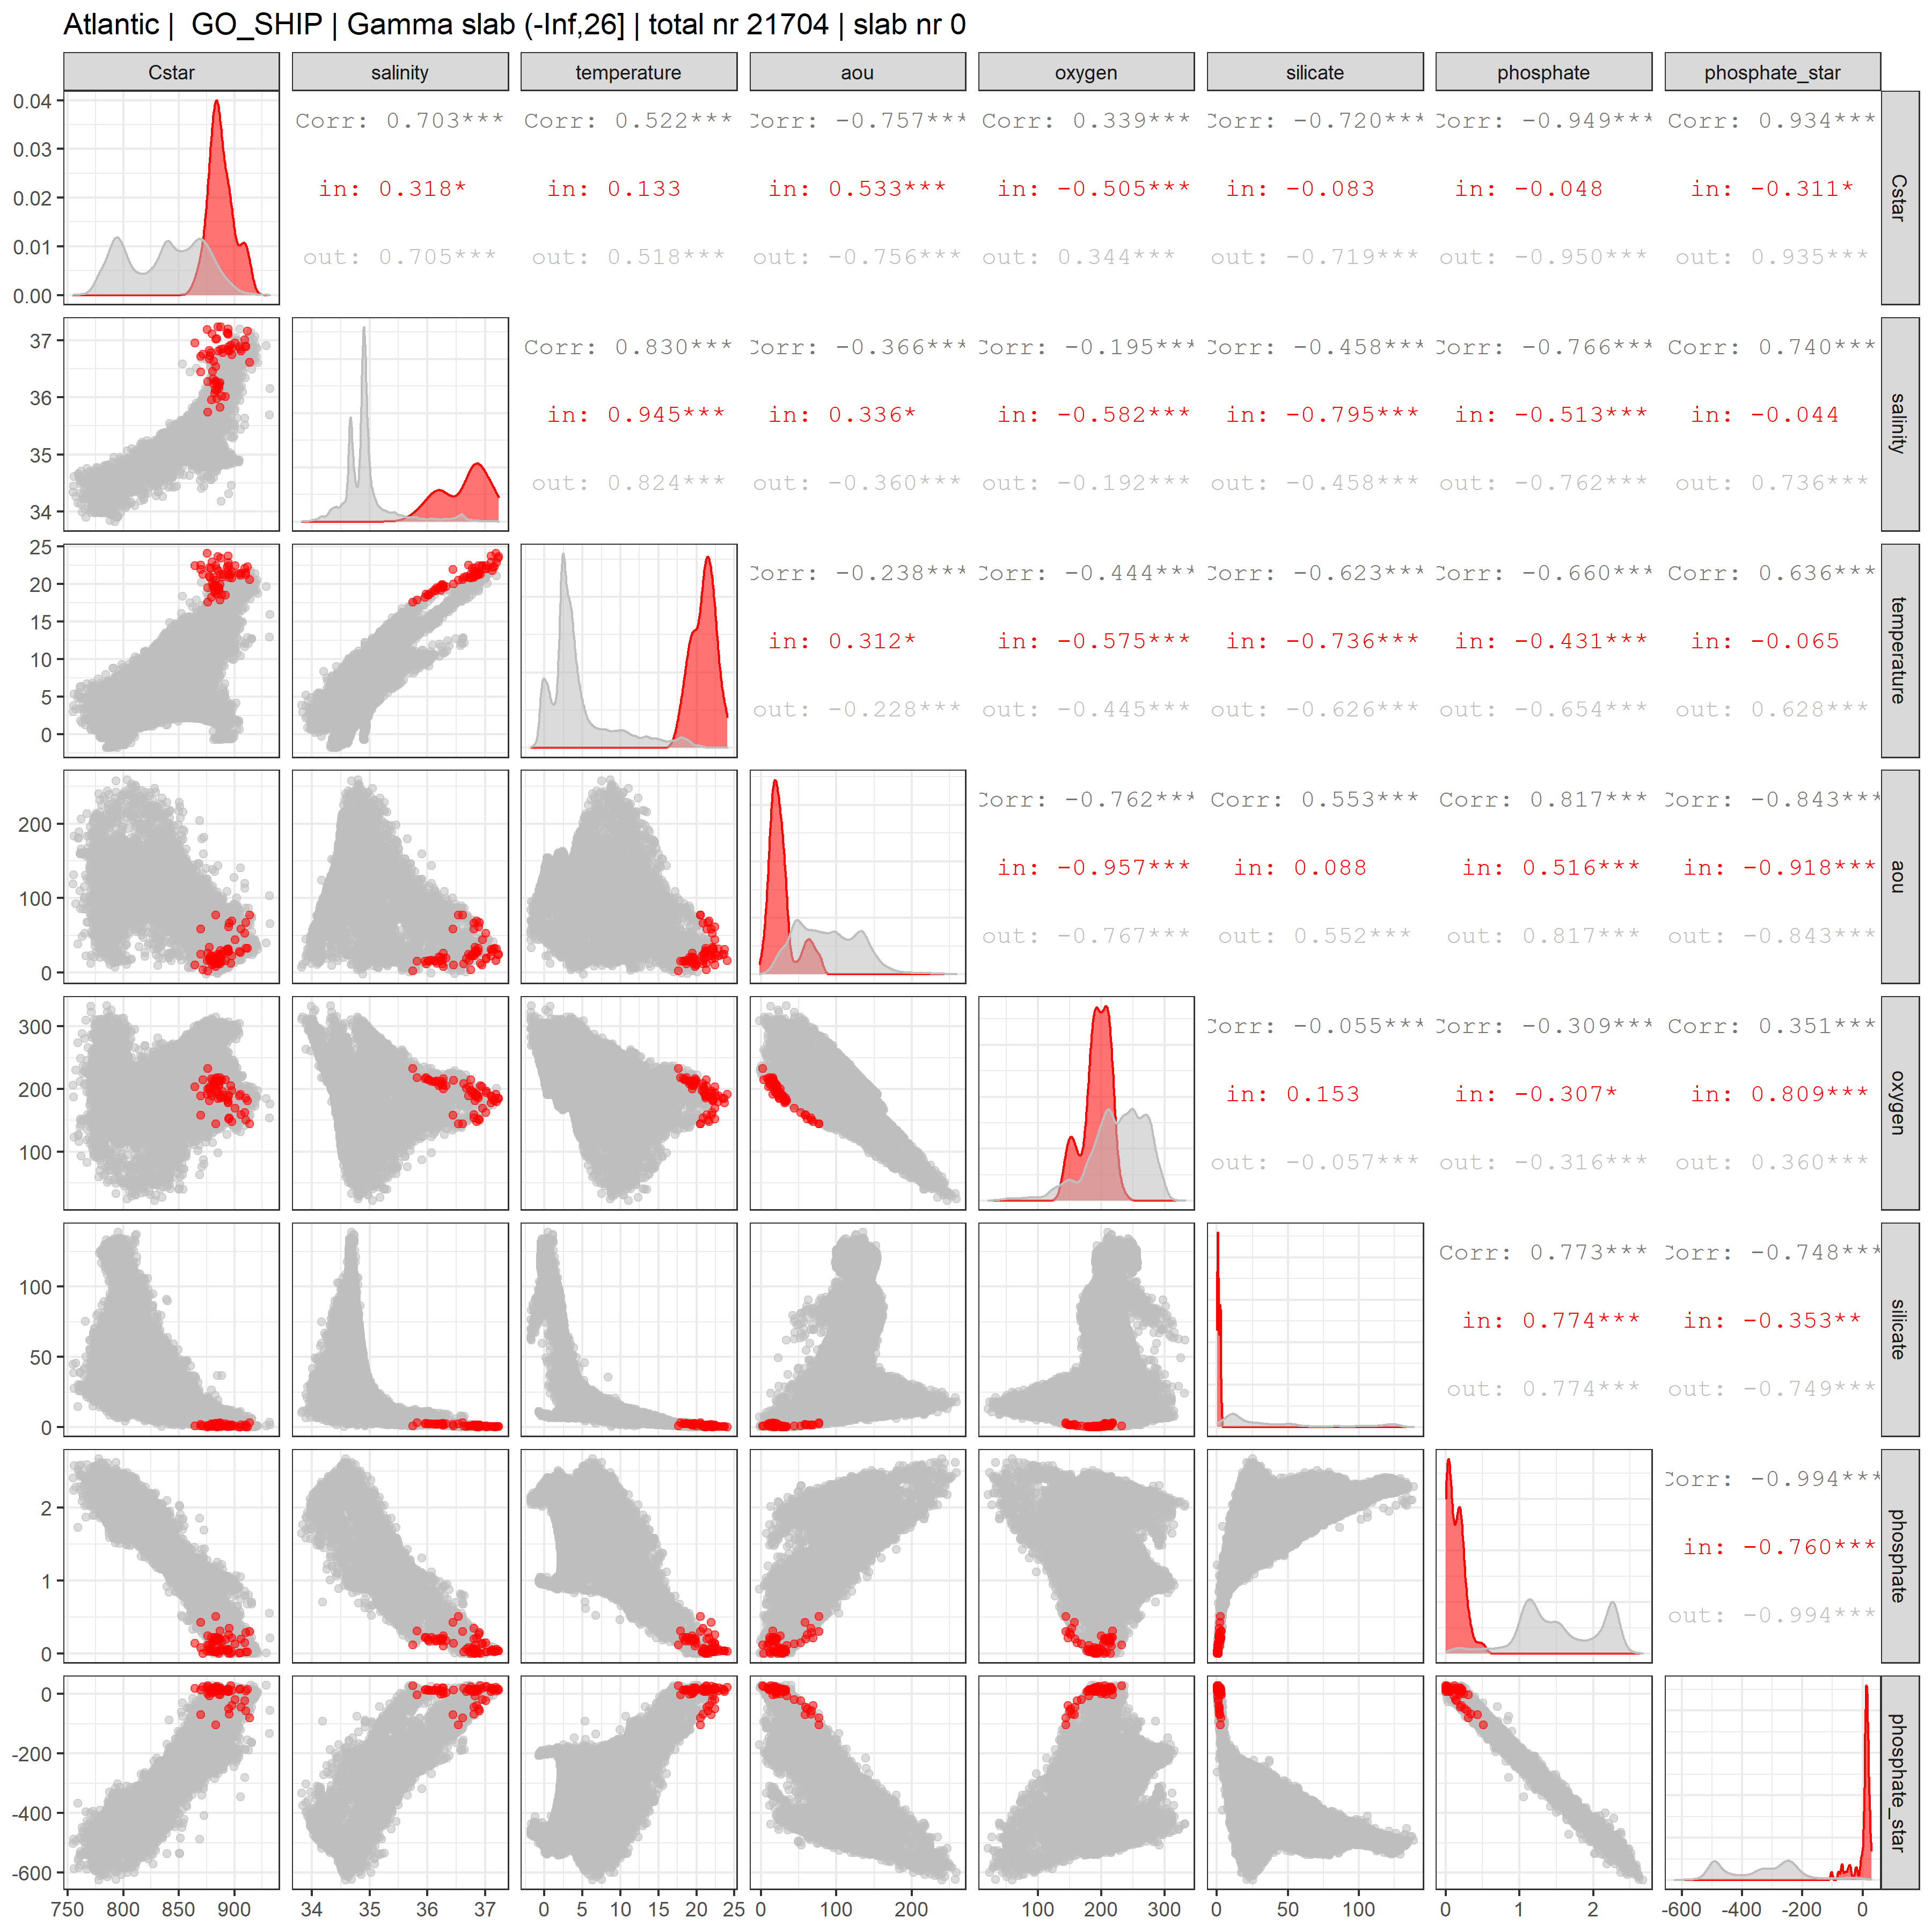 Atlantic |  GO_SHIP | Gamma slab (-Inf,26] | total nr 21704 | slab nr 0
Cstar salinity temperature aou oxygen silicate phosphate phosphate_star
0.04 Corr: 0.703*** Corr: 0.522*** Corr: -0.757*** Corr: 0.339*** Corr: -0.720*** Corr: -0.949*** Corr: 0.934***
0.03
in: 0.318* in: 0.133 in: 0.533*** in: -0.505*** in: -0.083 in: -0.048 in: -0.311* Cstar
0.02
0.01 out: 0.705*** out: 0.518*** out: -0.756*** out: 0.344*** out: -0.719*** out: -0.950*** out: 0.935***
0.00
37 Corr: 0.830*** Corr: -0.366*** Corr: -0.195*** Corr: -0.458*** Corr: -0.766*** Corr: 0.740***
36 in: 0.945*** in: 0.336* in: -0.582*** in: -0.795*** in: -0.513*** in: -0.044 salinity
35 out: 0.824*** out: -0.360*** out: -0.192*** out: -0.458*** out: -0.762*** out: 0.736***
34
25 Corr: -0.238*** Corr: -0.444*** Corr: -0.623*** Corr: -0.660*** Corr: 0.636***
20
15
in: 0.312* in: -0.575*** in: -0.736*** in: -0.431*** in: -0.065 temperature
10
5 out: -0.228*** out: -0.445*** out: -0.626*** out: -0.654*** out: 0.628***
0
Corr: -0.762*** Corr: 0.553*** Corr: 0.817*** Corr: -0.843***
200
in: -0.957*** in: 0.088 in: 0.516*** in: -0.918*** aou
100
out: -0.767*** out: 0.552*** out: 0.817*** out: -0.843***
0
300 Corr: -0.055*** Corr: -0.309*** Corr: 0.351***
200 in: 0.153 in: -0.307* in: 0.809*** oxygen
100 out: -0.057*** out: -0.316*** out: 0.360***
Corr: 0.773*** Corr: -0.748***
100
in: 0.774*** in: -0.353** silicate
50
out: 0.774*** out: -0.749***
0
Corr: -0.994***
2
in: -0.760*** phosphate
1
out: -0.994***
0
0
-200
phosphate_star
-400
-600
750 800 850 900 34 35 36 37 0 5 10 15 20 25 0 100 200 100 200 300 0 50 100 0 1 2 -600 -400 -200 0